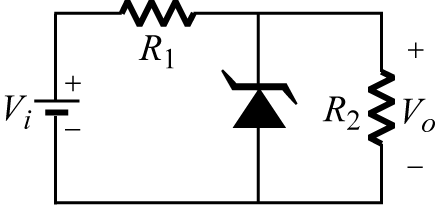 R₁
+
+
Vᵢ
R₂
Vₒ
−
−